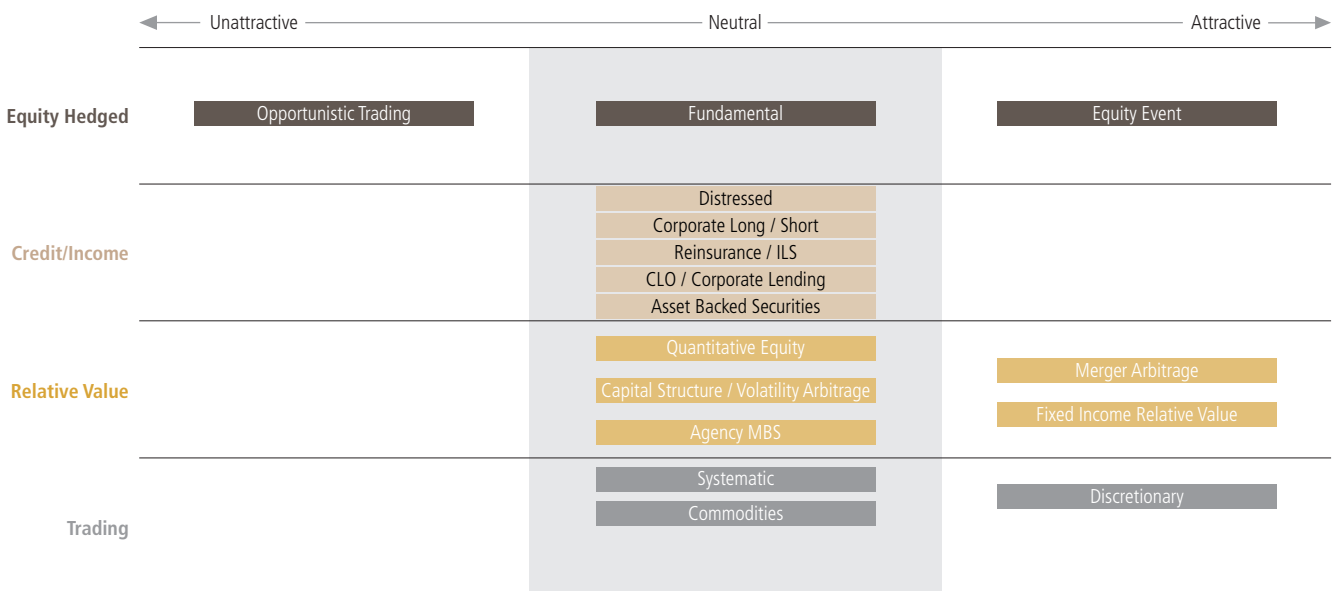 Unattractive
Neutral
Attractive
Equity Hedged
Opportunistic Trading
Fundamental
Equity Event
Credit/Income
Distressed
Corporate Long / Short
Reinsurance / ILS
CLO / Corporate Lending
Asset Backed Securities
Relative Value
Quantitative Equity
Capital Structure / Volatility Arbitrage
Agency MBS
Merger Arbitrage
Fixed Income Relative Value
Trading
Systematic
Commodities
Discretionary